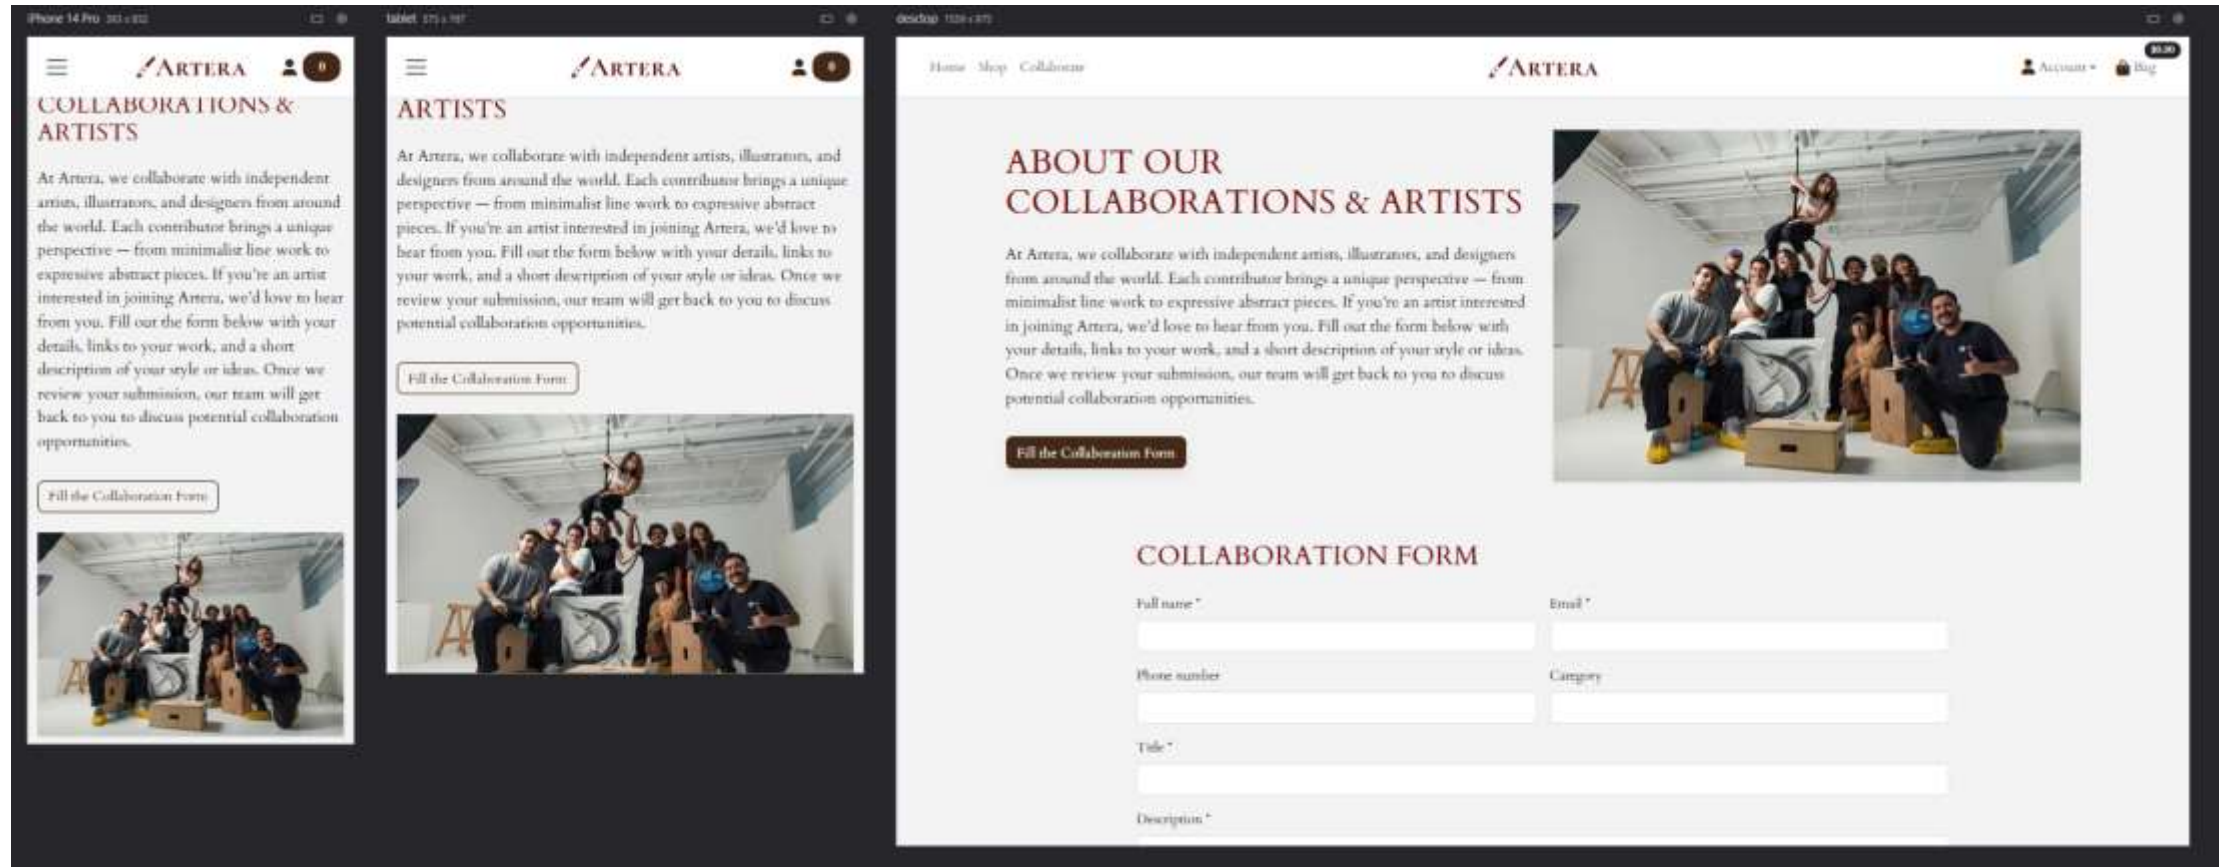 iPhone 14 Pro 393 x 852
ARTERA
0
COLLABORATIONS &
ARTISTS
At Artera, we collaborate with independent
artists, illustrators, and designers from around
the world. Each contributor brings a unique
perspective — from minimalist line work to
expressive abstract pieces. If you're an artist
interested in joining Artera, we'd love to hear
from you. Fill out the form below with your
details, links to your work, and a short
description of your style or ideas. Once we
review your submission, our team will get
back to you to discuss potential collaboration
opportunities.
Fill the Collaboration Form
tablet
ARTERA
0
ARTISTS
At Artera, we collaborate with independent artists, illustrators, and
designers from around the world. Each contributor brings a unique
perspective — from minimalist line work to expressive abstract
pieces. If you're an artist interested in joining Artera, we'd love to
hear from you. Fill out the form below with your details, links to
your work, and a short description of your style or ideas. Once we
review your submission, our team will get back to you to discuss
potential collaboration opportunities.
Fill the Collaboration Form
desctop
Home Shop Collaborate
ARTERA
Account
$0.00
Bag
ABOUT OUR
COLLABORATIONS & ARTISTS
At Artera, we collaborate with independent artists, illustrators, and designers
from around the world. Each contributor brings a unique perspective — from
minimalist line work to expressive abstract pieces. If you're an artist interested
in joining Artera, we'd love to hear from you. Fill out the form below with
your details, links to your work, and a short description of your style or ideas.
Once we review your submission, our team will get back to you to discuss
potential collaboration opportunities.
Fill the Collaboration Form
COLLABORATION FORM
Full name *
Email *
Phone number
Category
Title *
Description *